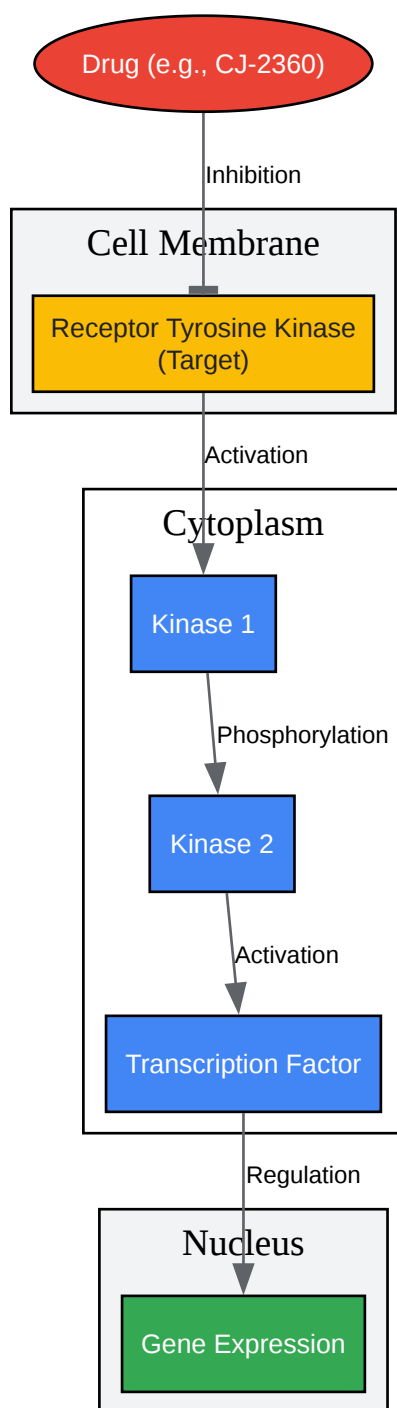 Drug (e.g., CJ-2360)
Inhibition
Cell Membrane
Receptor Tyrosine Kinase
(Target)
Activation
Cytoplasm
Kinase 1
Phosphorylation
Kinase 2
Activation
Transcription Factor
Regulation
Nucleus
Gene Expression